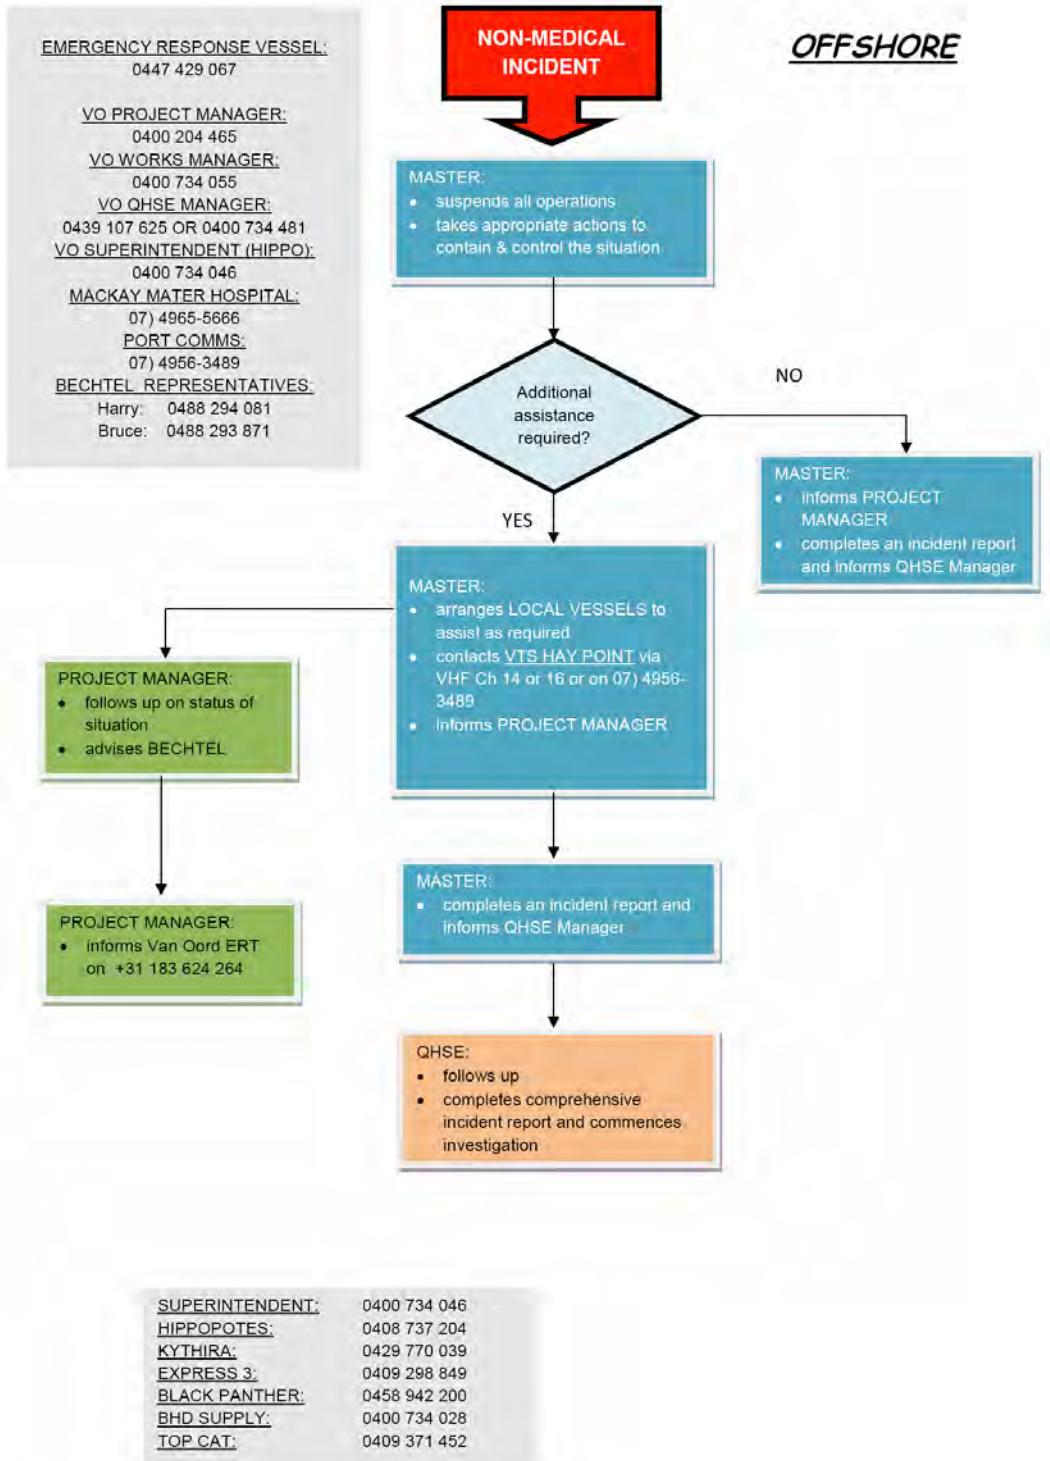 EMERGENCY RESPONSE VESSEL:
0447 429 067
VO PROJECT MANAGER:
0400 204 465
VO WORKS MANAGER:
0400 734 055
VO QHSE MANAGER:
0439 107 625 OR 0400 734 481
VO SUPERINTENDENT (HIPPO):
0400 734 046
MACKAY MATER HOSPITAL:
07) 4965-5666
PORT COMMS:
07) 4956-3489
BECHTEL REPRESENTATIVES:
Harry: 0488 294 081
Bruce: 0488 293 871
NON-MEDICAL
INCIDENT
OFFSHORE
MASTER:
• suspends all operations
• takes appropriate actions to
contain & control the situation
Additional
assistance
required?
NO
MASTER:
• informs PROJECT
MANAGER
• completes an incident report
and informs QHSE Manager
YES
MASTER:
• arranges LOCAL VESSELS to
assist as required
• contacts VTS HAY POINT via
VHF Ch 14 or 16 or on 07) 4956-
3489
• informs PROJECT MANAGER
PROJECT MANAGER:
• follows up on status of
situation
• advises BECHTEL
MASTER:
• completes an incident report and
informs QHSE Manager
PROJECT MANAGER:
• informs Van Oord ERT
on +31 183 624 264
QHSE:
• follows up
• completes comprehensive
incident report and commences
investigation
SUPERINTENDENT: 0400 734 046
HIPPOPOTES: 0408 737 204
KYTHIRA: 0429 770 039
EXPRESS 3: 0409 298 849
BLACK PANTHER: 0458 942 200
BHD SUPPLY: 0400 734 028
TOP CAT: 0409 371 452